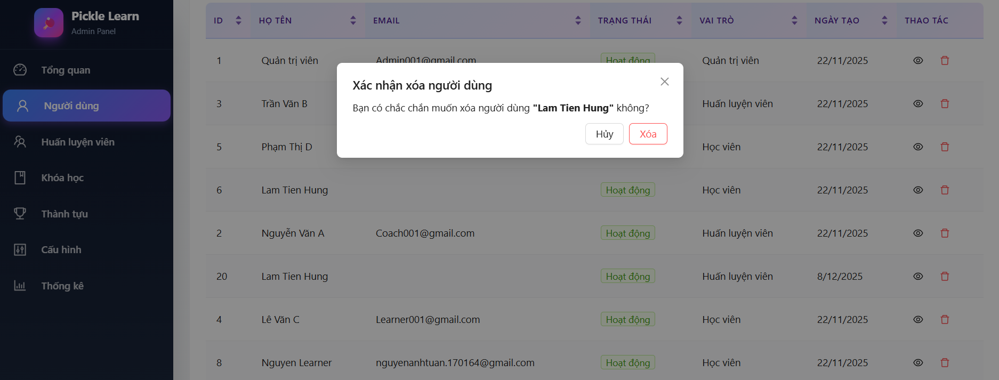 Pickle Learn
Admin Panel
Tổng quan
Người dùng
Huấn luyện viên
Khóa học
Thành tựu
Cấu hình
Thống kê
ID HỌ TÊN EMAIL TRẠNG THÁI VAI TRÒ NGÀY TẠO THAO TÁC
1 Quản trị viên Admin001@gmail.com Hoạt động Quản trị viên 22/11/2025
3 Trần Văn B Huấn luyện viên 22/11/2025
5 Phạm Thị D Học viên 22/11/2025
6 Lam Tien Hung Hoạt động Học viên 22/11/2025
2 Nguyễn Văn A Coach001@gmail.com Hoạt động Huấn luyện viên 22/11/2025
20 Lam Tien Hung Hoạt động Huấn luyện viên 8/12/2025
4 Lê Văn C Learner001@gmail.com Hoạt động Học viên 22/11/2025
8 Nguyen Learner nguyenanhtuan.170164@gmail.com Hoạt động Học viên 22/11/2025
Xác nhận xóa người dùng
Bạn có chắc chắn muốn xóa người dùng "Lam Tien Hung" không?
Hủy Xóa